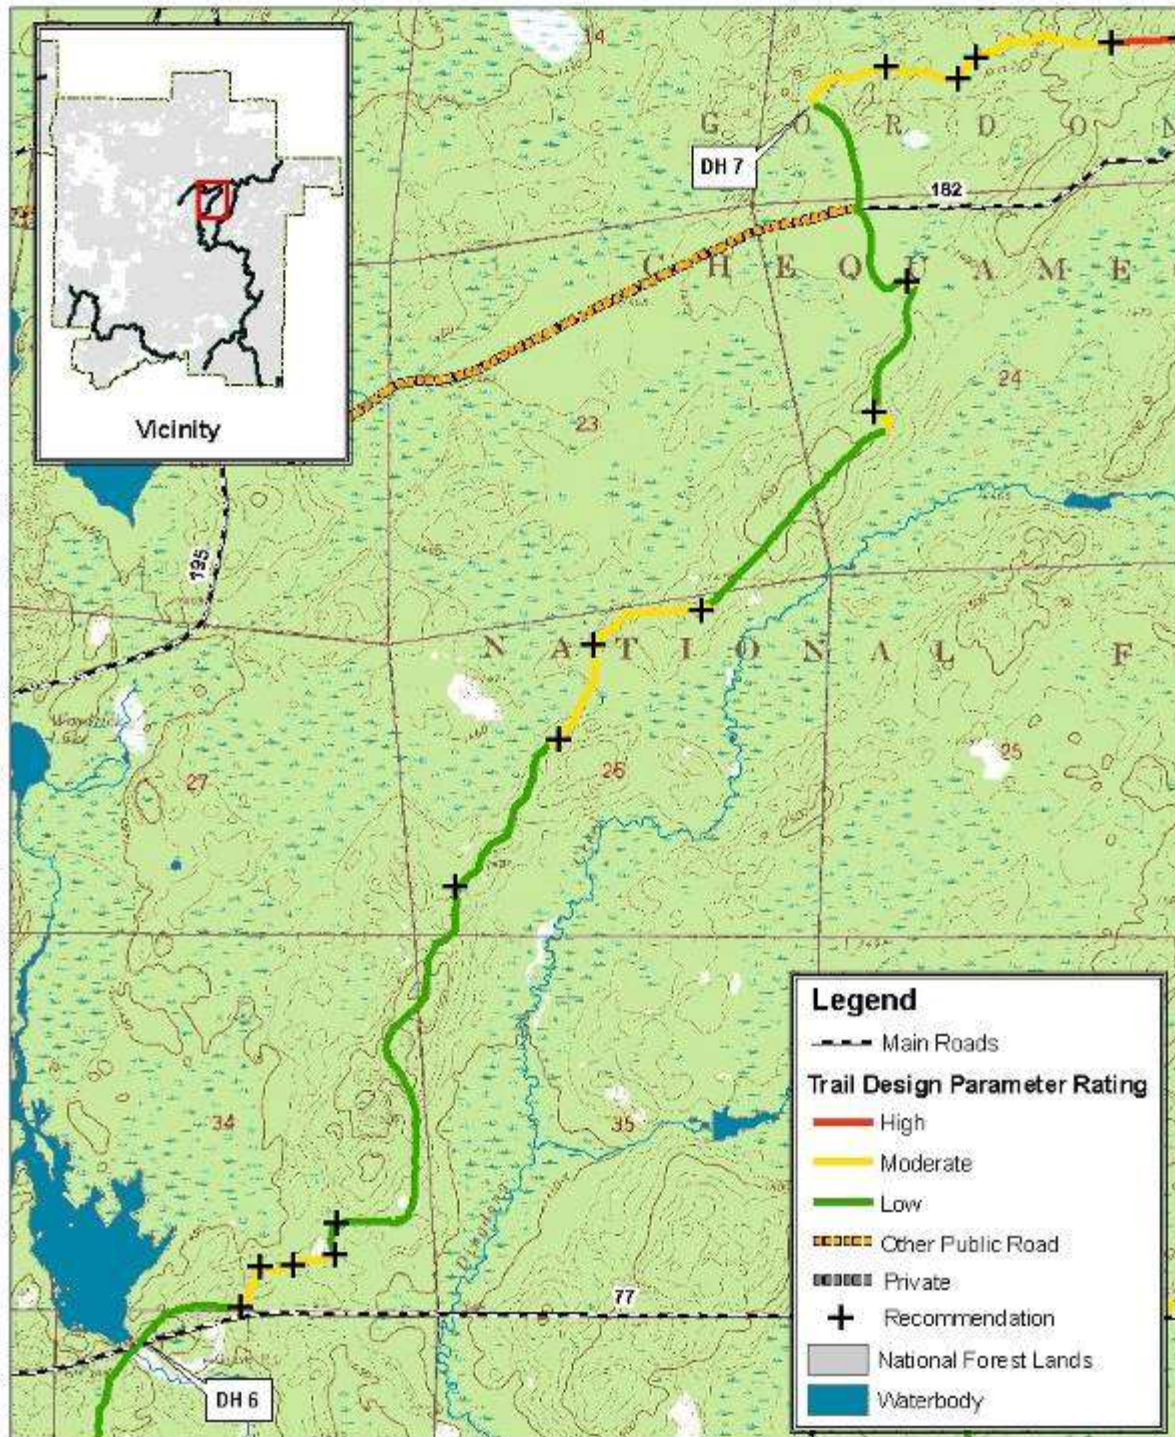 14
G O R D O N
DH 7
182
C H E Q U A M E
Vicinity
24
23
195
N A T I O N A L F
27
26
25
34
35
77
DH 6
Legend
Main Roads
Trail Design Parameter Rating
High
Moderate
Low
Other Public Road
Private
Recommendation
National Forest Lands
Waterbody